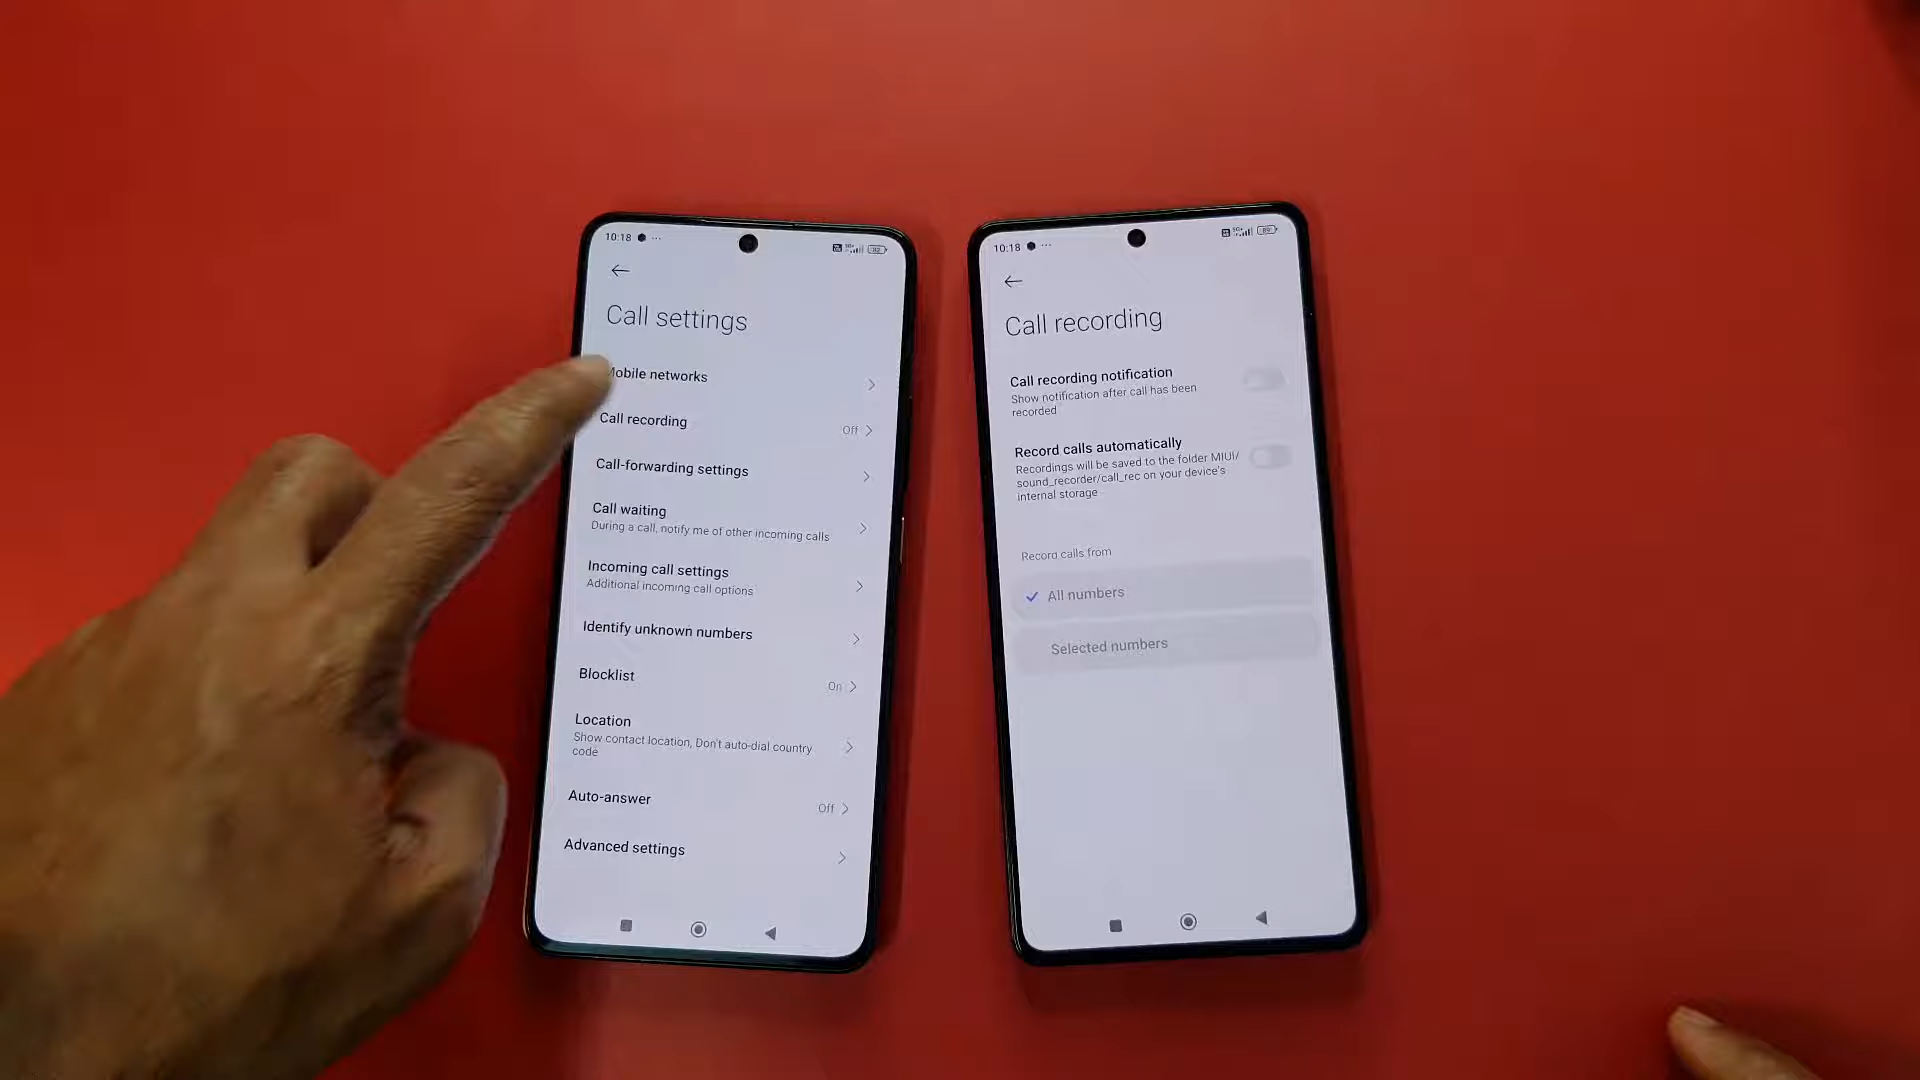 10:18
82
Call settings
Mobile networks
Call recording
Off
Call-forwarding settings
Call waiting
During a call, notify me of other incoming calls
Incoming call settings
Additional incoming call options
Identify unknown numbers
Blocklist
On
Location
Show contact location, Don't auto-dial country
code
Auto-answer
Off
Advanced settings
10:18
89
Call recording
Call recording notification
Show notification after call has been
recorded
Record calls automatically
Recordings will be saved to the folder MIUI/
sound_recorder/call_rec on your device's
internal storage
Record calls from
All numbers
Selected numbers